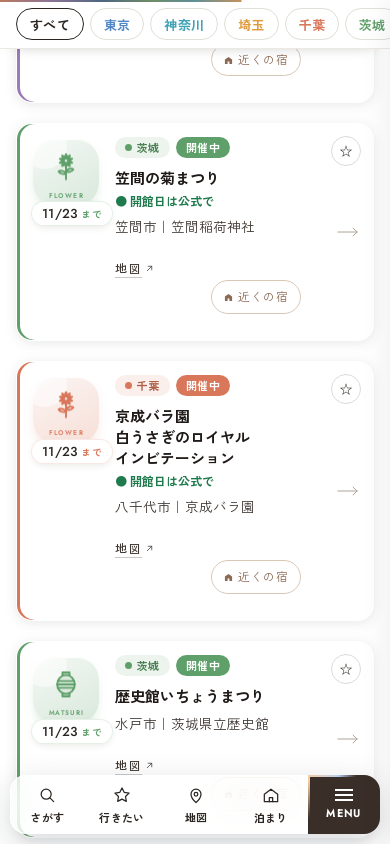 すべて 東京 神奈川 埼玉 千葉 茨城
近くの宿
茨城 開催中
FLOWER
11/23 まで
笠間の菊まつり
開館日は公式で
笠間市｜笠間稲荷神社
地図
近くの宿
千葉 開催中
FLOWER
11/23 まで
京成バラ園
白うさぎのロイヤル
インビテーション
開館日は公式で
八千代市｜京成バラ園
地図
近くの宿
茨城 開催中
MATSURI
11/23 まで
歴史館いちょうまつり
水戸市｜茨城県立歴史館
地図
さがす 行きたい 地図 泊まり MENU